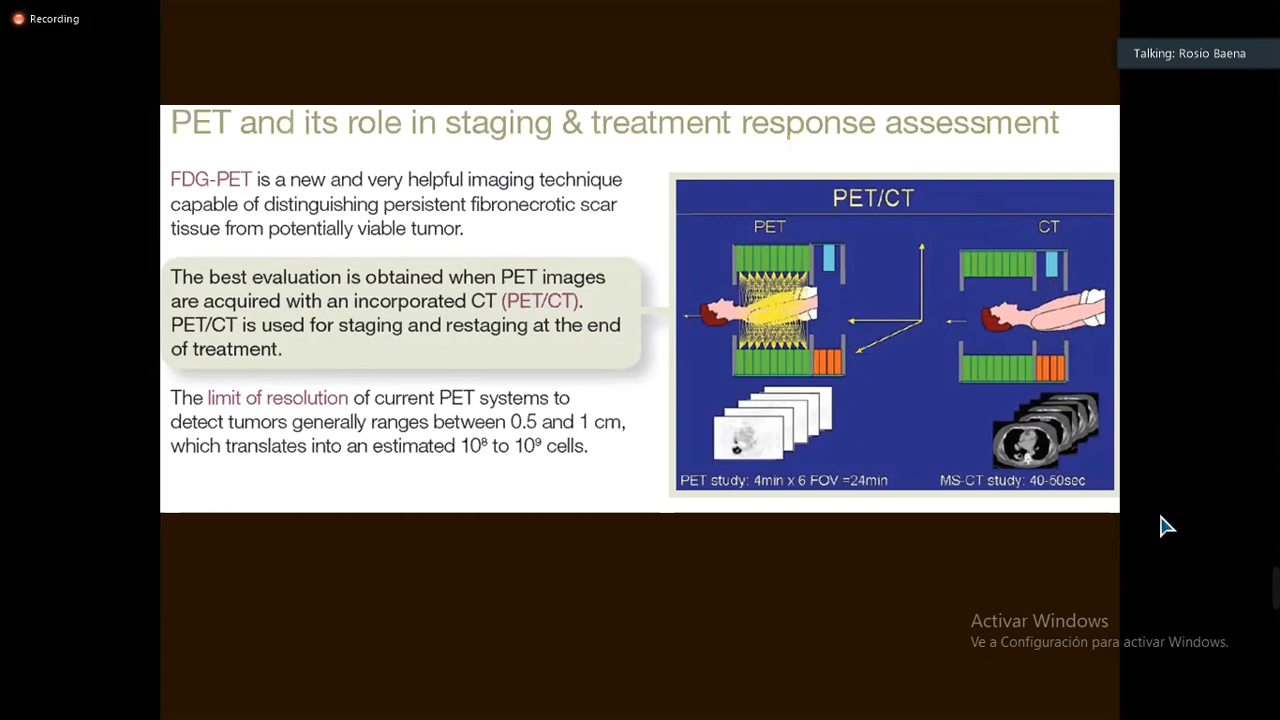 Recording
Talking: Rosio Baena
PET and its role in staging & treatment response assessment
FDG-PET is a new and very helpful imaging technique
capable of distinguishing persistent fibronecrotic scar
tissue from potentially viable tumor.
The best evaluation is obtained when PET images
are acquired with an incorporated CT (PET/CT).
PET/CT is used for staging and restaging at the end
of treatment.
The limit of resolution of current PET systems to
detect tumors generally ranges between 0.5 and 1 cm,
which translates into an estimated 10⁸ to 10⁹ cells.
PET/CT
PET
CT
PET study: 4min x 6 FOV =24min
MS-CT study: 40-50sec
Activar Windows
Ve a Configuración para activar Windows.